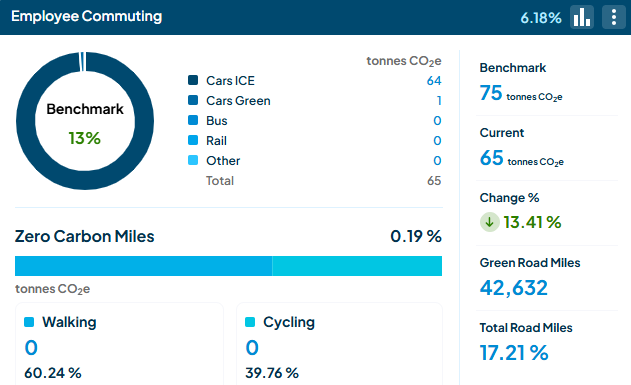 Employee Commuting 6.18%
Benchmark
13%
tonnes CO₂e
Cars ICE 64
Cars Green 1
Bus 0
Rail 0
Other 0
Total 65
Zero Carbon Miles 0.19 %
tonnes CO₂e
Walking
0
60.24 %
Cycling
0
39.76 %
Benchmark
75 tonnes CO₂e
Current
65 tonnes CO₂e
Change %
13.41 %
Green Road Miles
42,632
Total Road Miles
17.21 %